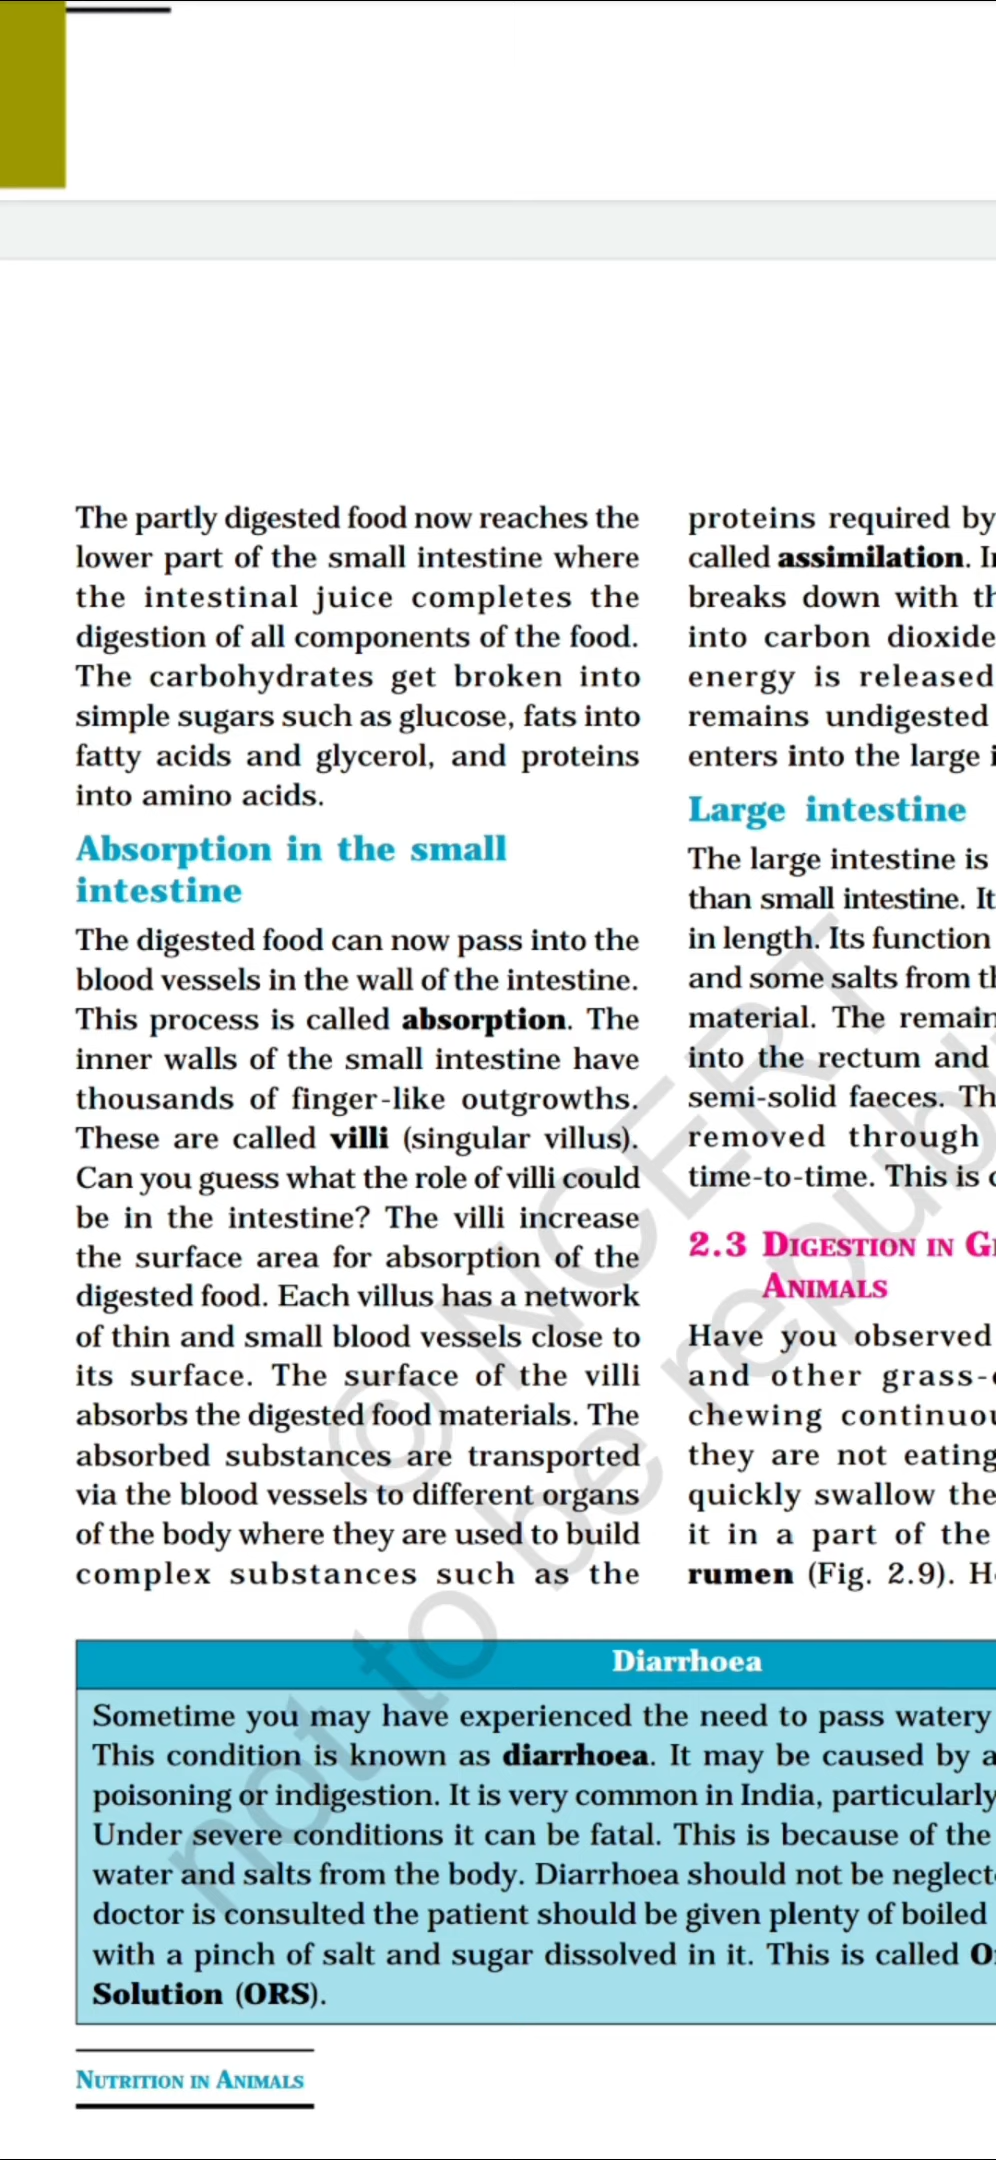 The partly digested food now reaches the
lower part of the small intestine where
the intestinal juice completes the
digestion of all components of the food.
The carbohydrates get broken into
simple sugars such as glucose, fats into
fatty acids and glycerol, and proteins
into amino acids.
Absorption in the small
intestine
The digested food can now pass into the
blood vessels in the wall of the intestine.
This process is called absorption. The
inner walls of the small intestine have
thousands of finger-like outgrowths.
These are called villi (singular villus).
Can you guess what the role of villi could
be in the intestine? The villi increase
the surface area for absorption of the
digested food. Each villus has a network
of thin and small blood vessels close to
its surface. The surface of the villi
absorbs the digested food materials. The
absorbed substances are transported
via the blood vessels to different organs
of the body where they are used to build
complex substances such as the
proteins required by
called assimilation.
breaks down with
into carbon dioxide
energy is released
remains undigested
enters into the large
Large intestine
The large intestine is
than small intestine. It
in length. Its function
and some salts from
material. The
into the rectum and
semi-solid faeces.
removed through
time-to-time. This is
2.3 DIGESTION IN
ANIMALS
Have you observed
and other
chewing
they are not eating
quickly swallow
it in a part of the
rumen (Fig. 2.9).
Diarrhoea
Sometime you may have experienced the need to pass watery
This condition is known as diarrhoea. It may be caused by
poisoning or indigestion. It is very common in India, particularly
Under severe conditions it can be fatal. This is because of the
water and salts from the body. Diarrhoea should not be
doctor is consulted the patient should be given plenty of boiled
with a pinch of salt and sugar dissolved in it. This is called
Solution (ORS).
NUTRITION IN ANIMALS
© NCERT
not to be